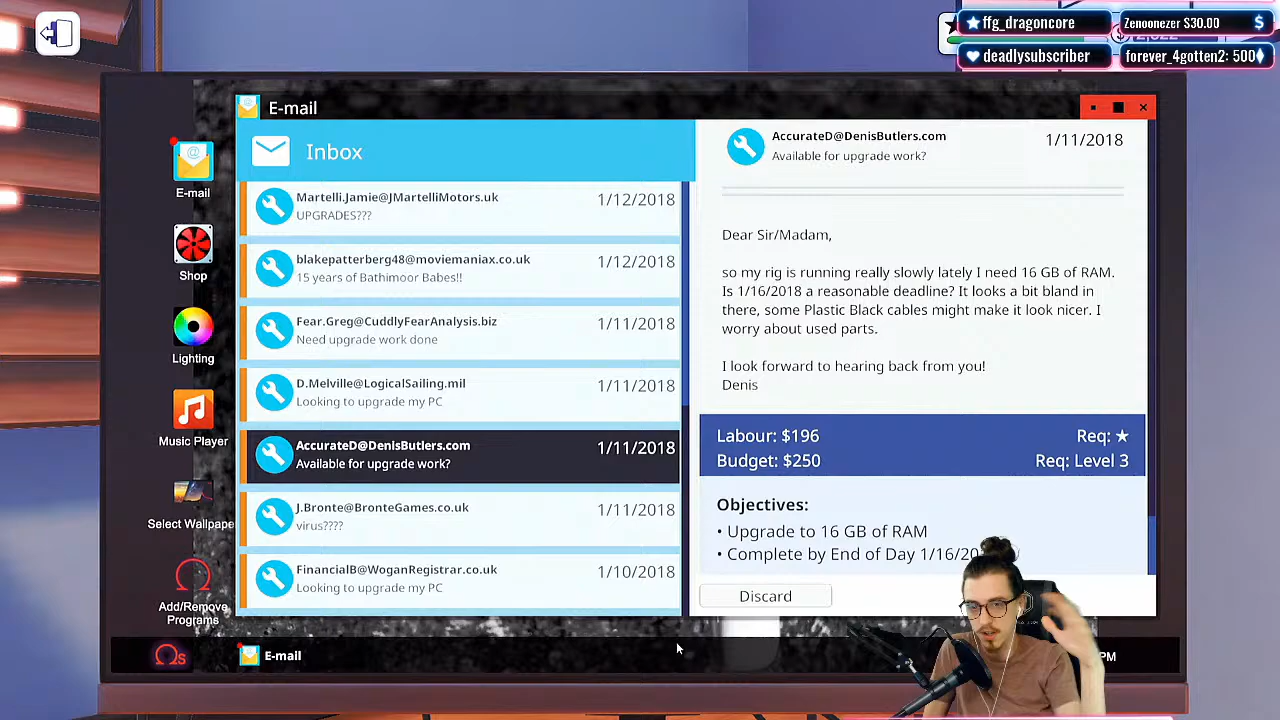 ffg_dragoncore
Zenoonezer $30.00
$
deadlysubscriber
forever_4gotten2: 500
E-mail
Inbox
Martelli.Jamie@JMartelliMotors.uk 1/12/2018
UPGRADES???
blakepatterberg48@moviemaniax.co.uk 1/12/2018
15 years of Bathimoor Babes!!
Fear.Greg@CuddlyFearAnalysis.biz 1/11/2018
Need upgrade work done
D.Melville@LogicalSailing.mil 1/11/2018
Looking to upgrade my PC
AccurateD@DenisButlers.com 1/11/2018
Available for upgrade work?
J.Bronte@BronteGames.co.uk 1/11/2018
virus????
FinancialB@WoganRegistrar.co.uk 1/10/2018
Looking to upgrade my PC
AccurateD@DenisButlers.com 1/11/2018
Available for upgrade work?
Dear Sir/Madam,
so my rig is running really slowly lately I need 16 GB of RAM.
Is 1/16/2018 a reasonable deadline? It looks a bit bland in
there, some Plastic Black cables might make it look nicer. I
worry about used parts.
I look forward to hearing back from you!
Denis
Labour: $196 Req: ★
Budget: $250 Req: Level 3
Objectives:
• Upgrade to 16 GB of RAM
• Complete by End of Day 1/16/20
Discard
E-mail
Shop
Lighting
Music Player
Select Wallpape
Add/Remove
Programs
Ωs
E-mail
PM